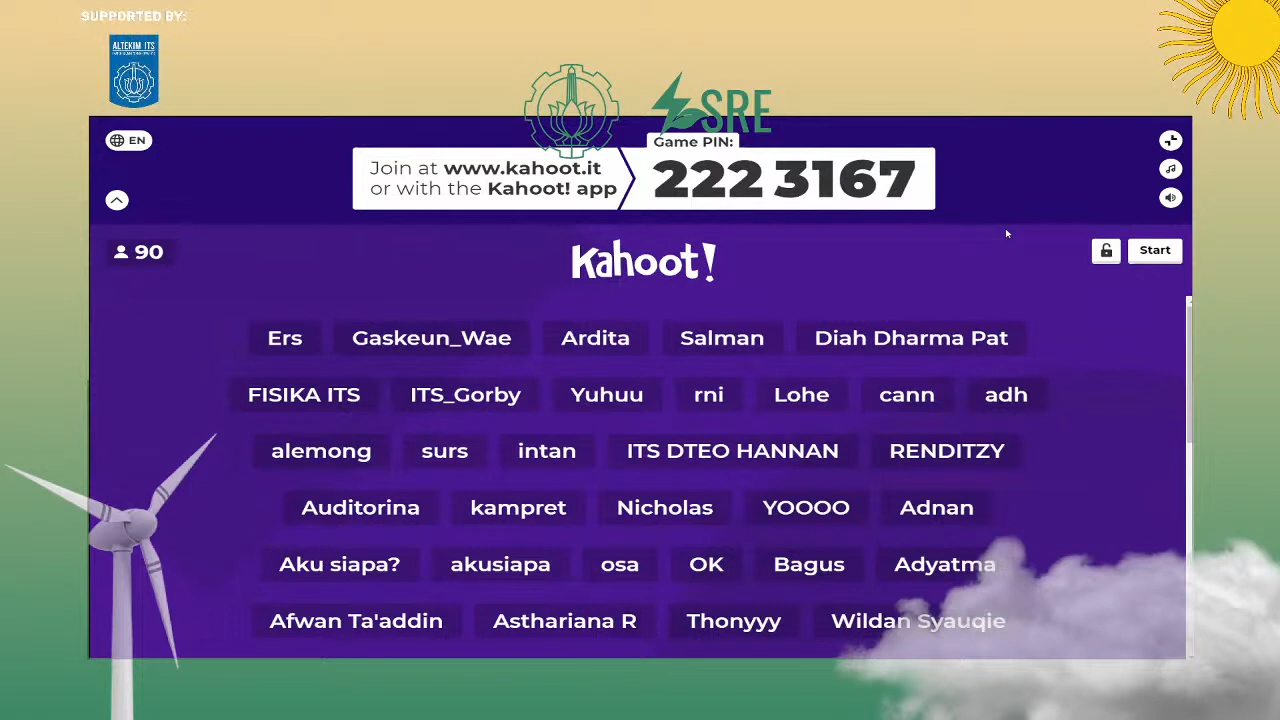 SUPPORTED BY:
ALTEKIM ITS
SRE
EN
Join at www.kahoot.it
or with the Kahoot! app
Game PIN:
222 3167
90
Kahoot!
Start
Ers Gaskeun_Wae Ardita Salman Diah Dharma Pat
FISIKA ITS ITS_Gorby Yuhuu rni Lohe cann adh
alemong surs intan ITS DTEO HANNAN RENDITZY
Auditorina kampret Nicholas YOOOO Adnan
Aku siapa? akusiapa osa OK Bagus Adyatma
Afwan Ta'addin Asthariana R Thonyyy Wildan Syauqie